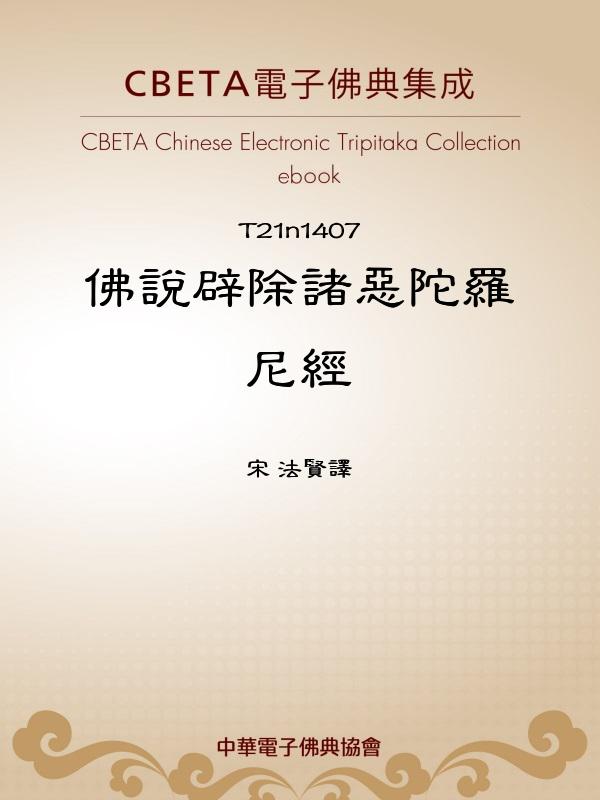 CBETA電子佛典集成
CBETA Chinese Electronic Tripitaka Collection
ebook
T21n1407
佛說辟除諸惡陀羅
尼經
宋 法賢譯
中華電子佛典協會